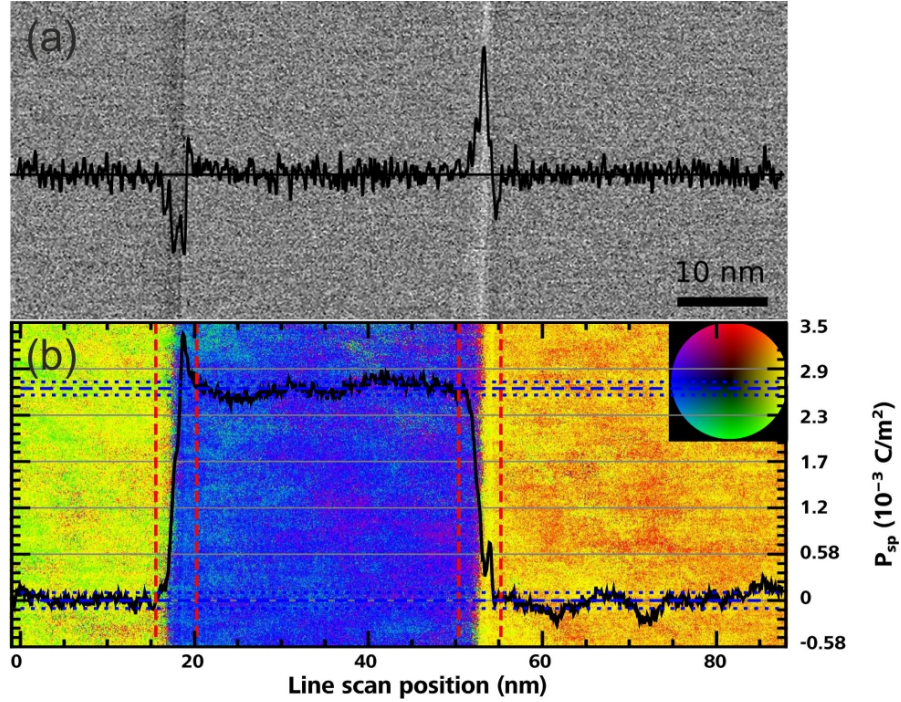 (a)
10 nm
(b)
3.5
2.9
2.3
1.7
1.2
0.58
0
-0.58
P_sp (10⁻³ C/m²)
0 20 40 60 80
Line scan position (nm)